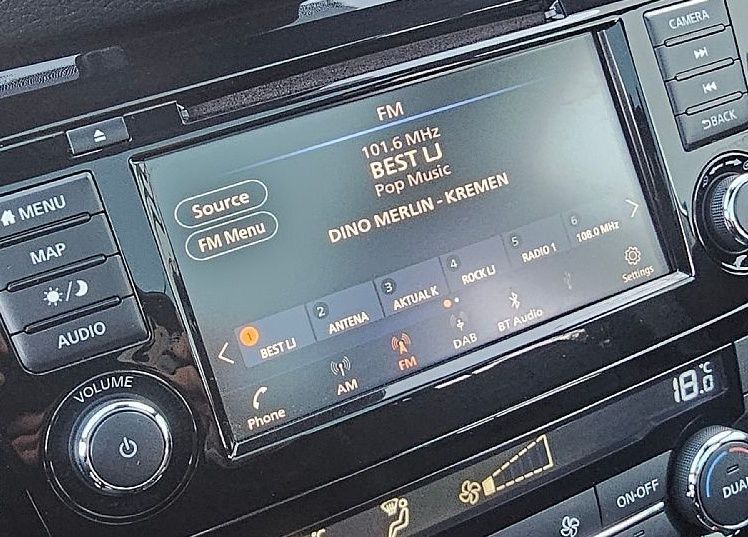 CAMERA
BACK
MENU
MAP
AUDIO
VOLUME
FM
101.6 MHz
BEST LJ
Pop Music
DINO MERLIN - KREMEN
Source
FM Menu
1 BEST LJ
2 ANTENA
3 AKTUAL K
4 ROCK LJ
5 RADIO 1
6 108.0 MHz
Phone
AM
FM
DAB
BT Audio
Settings
18.0 °C
ON·OFF
DUAL